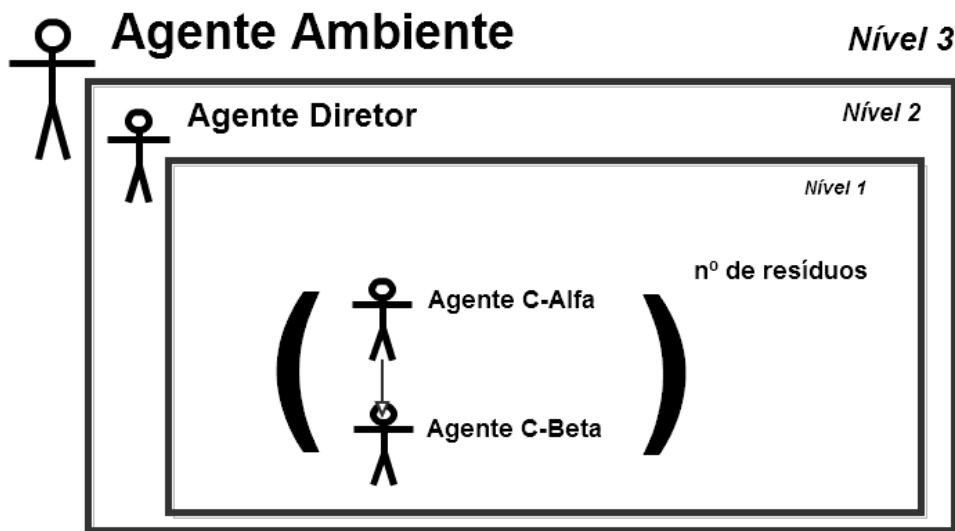 Agente Ambiente
Nível 3
Agente Diretor
Nível 2
Nível 1
nº de resíduos
( )
Agente C-Alfa
Agente C-Beta